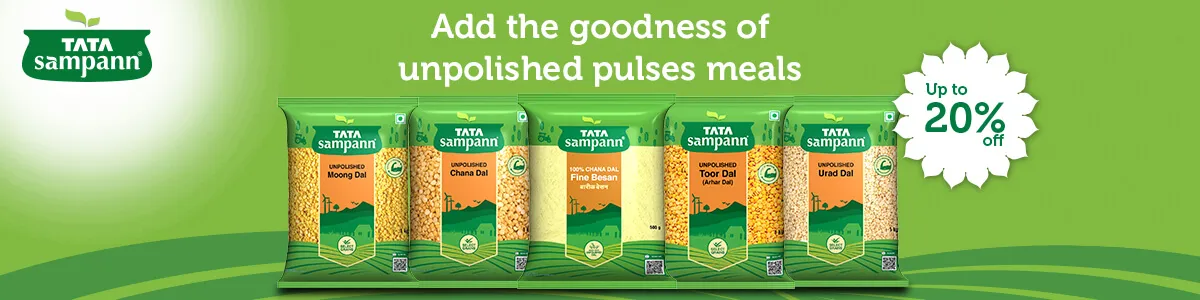 TATA
sampann®
Add the goodness of
unpolished pulses meals
Up to
20%
off
TATA
sampann
UNPOLISHED
Moong Dal
TATA
sampann
UNPOLISHED
Chana Dal
TATA
sampann
100% CHANA DAL
Fine Besan
बारीक बेसन
500 g
TATA
sampann
UNPOLISHED
Toor Dal
(Arhar Dal)
TATA
sampann
UNPOLISHED
Urad Dal